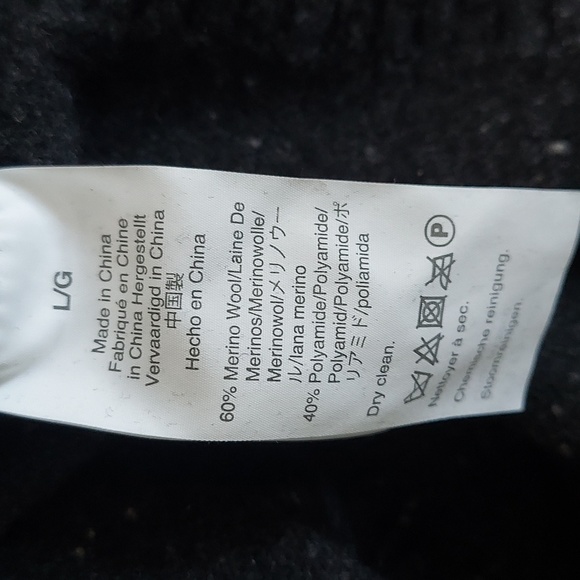 L/G
Made in China
Fabriqué en Chine
in China Hergestellt
Vervaardigd in China
中国製
Hecho en China
60% Merino Wool/Laine De
Merinos/Merinowolle/
Merinowol/メリノウー
ル/lana merino
40% Polyamide/Polyamide/
Polyamid/Polyamide/ポ
リアミド/poliamida
Dry clean.
P
Nettoyer à sec.
Chemische reinigung.
Stoomreinigen.